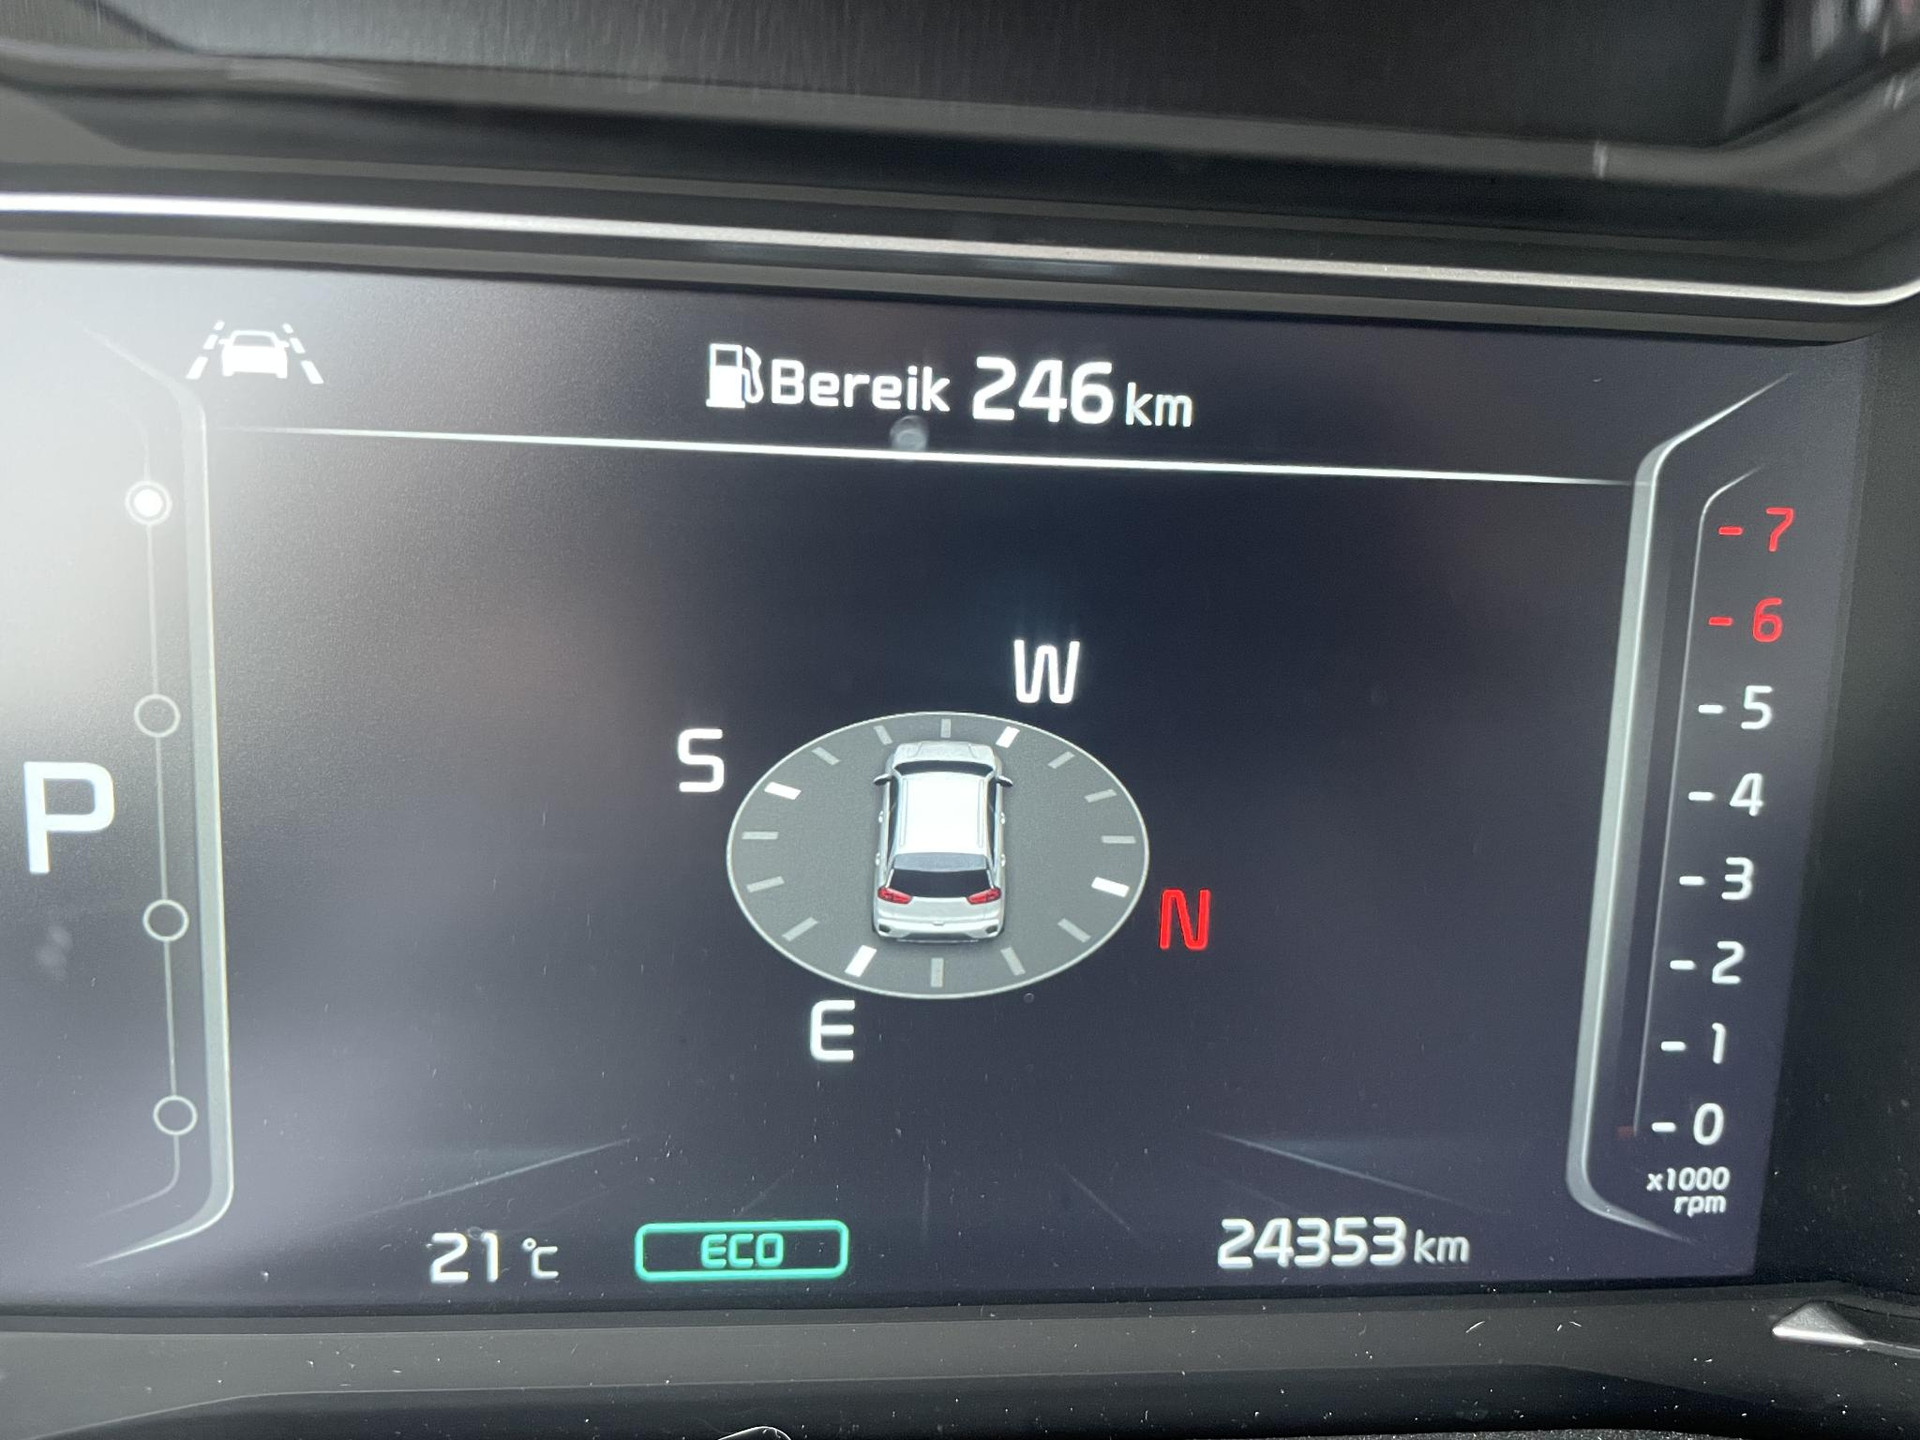 Bereik 246 km
W
S
P
N
E
- 7
- 6
- 5
- 4
- 3
- 2
- 1
- 0
x1000
rpm
21 °C
ECO
24353 km